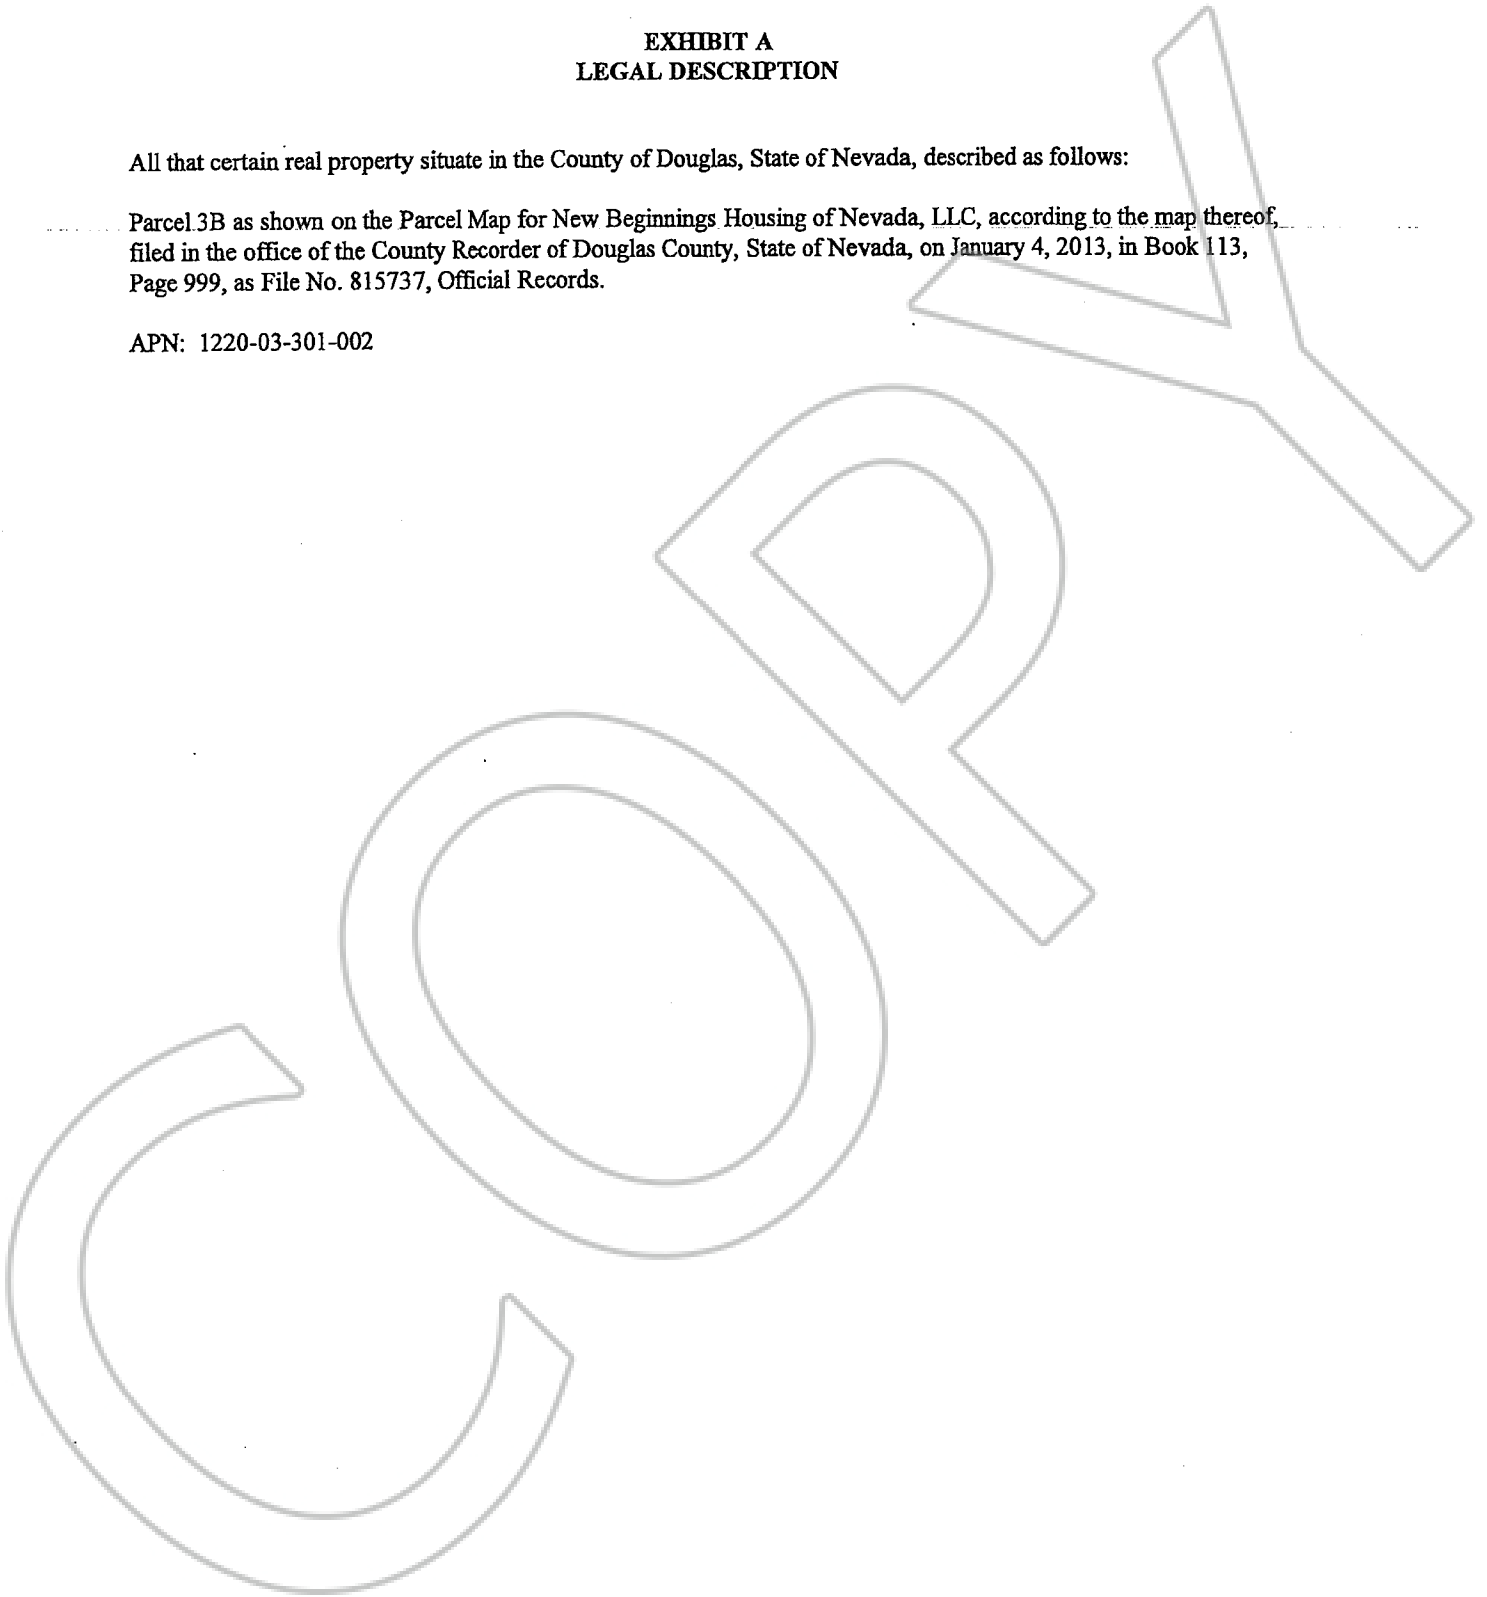 EXHIBIT A
LEGAL DESCRIPTION
All that certain real property situate in the County of Douglas, State of Nevada, described as follows:
Parcel 3B as shown on the Parcel Map for New Beginnings Housing of Nevada, LLC, according to the map thereof,
filed in the office of the County Recorder of Douglas County, State of Nevada, on January 4, 2013, in Book 113,
Page 999, as File No. 815737, Official Records.
APN: 1220-03-301-002
COPY